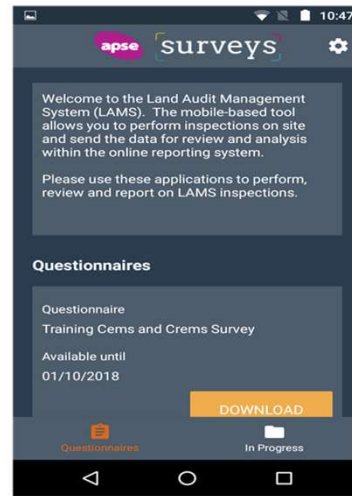 10:47
apse surveys
Welcome to the Land Audit Management
System (LAMS). The mobile-based tool
allows you to perform inspections on site
and send the data for review and analysis
within the online reporting system.
Please use these applications to perform,
review and report on LAMS inspections.
Questionnaires
Questionnaire
Training Cems and Crems Survey
Available until
01/10/2018
DOWNLOAD
Questionnaires
In Progress